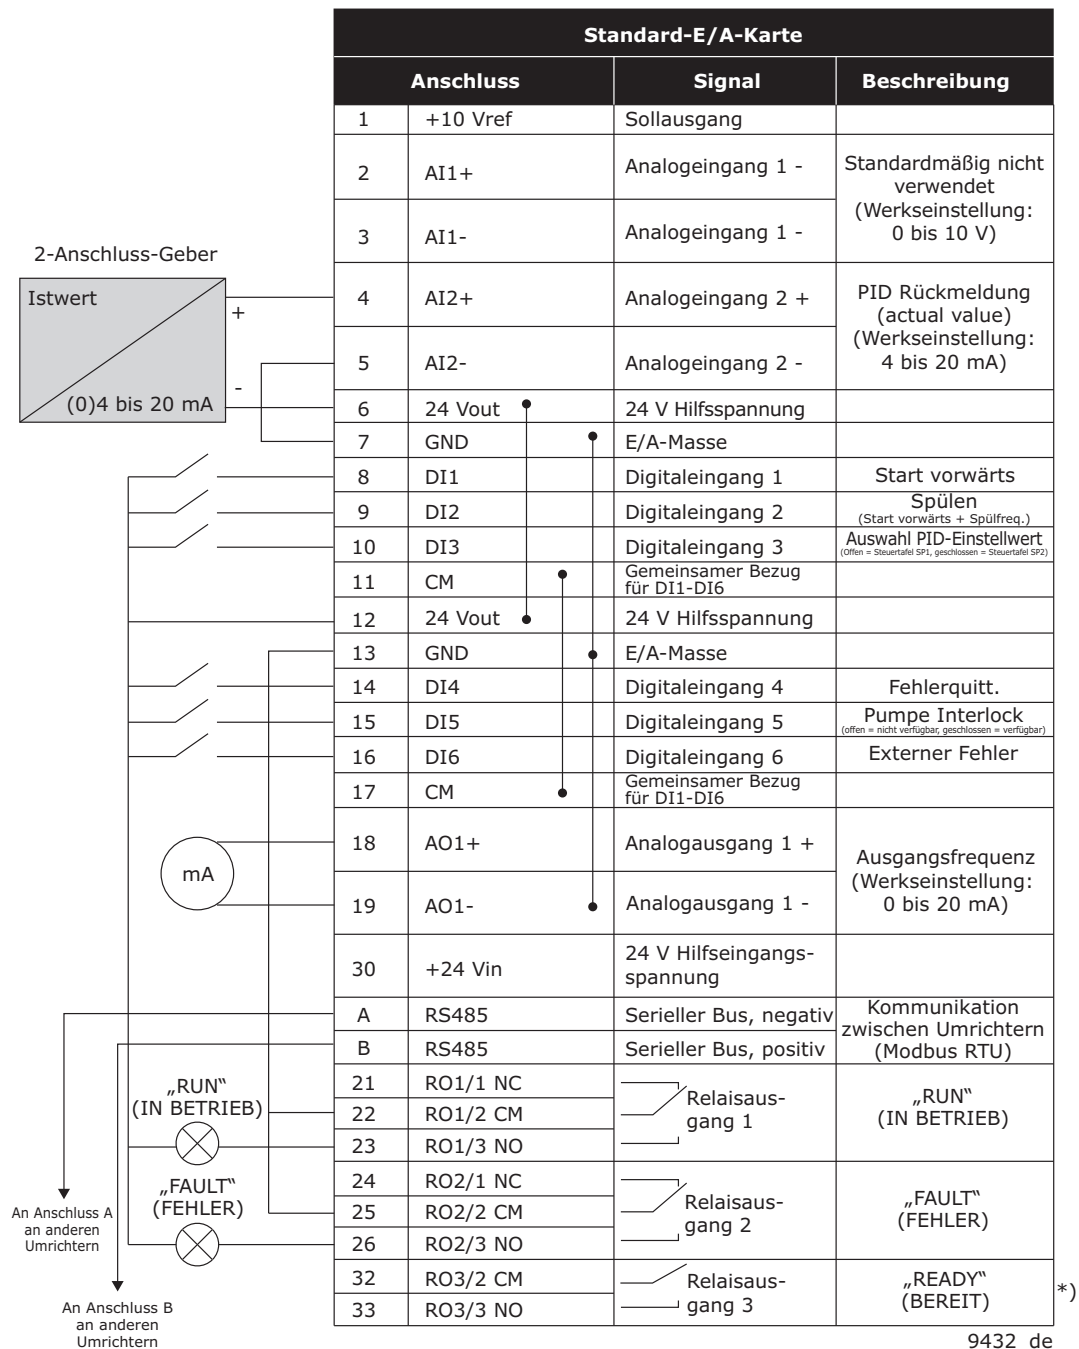 Standard-E/A-Karte
Anschluss Signal Beschreibung
1 +10 Vref Sollausgang
2 AI1+ Analogeingang 1 -
Standardmäßig nicht
verwendet
(Werkseinstellung:
0 bis 10 V)
3 AI1- Analogeingang 1 -
2-Anschluss-Geber
Istwert
+
-
(0)4 bis 20 mA
4 AI2+ Analogeingang 2 +
PID Rückmeldung
(actual value)
(Werkseinstellung:
4 bis 20 mA)
5 AI2- Analogeingang 2 -
6 24 Vout 24 V Hilfsspannung
7 GND E/A-Masse
8 DI1 Digitaleingang 1 Start vorwärts
9 DI2 Digitaleingang 2 Spülen
(Start vorwärts + Spülfreq.)
10 DI3 Digitaleingang 3 Auswahl PID-Einstellwert
(Offen = Steuertafel SP1, geschlossen = Steuertafel SP2)
11 CM Gemeinsamer Bezug
für DI1-DI6
12 24 Vout 24 V Hilfsspannung
13 GND E/A-Masse
14 DI4 Digitaleingang 4 Fehlerquitt.
15 DI5 Digitaleingang 5 Pumpe Interlock
(offen = nicht verfügbar, geschlossen = verfügbar)
16 DI6 Digitaleingang 6 Externer Fehler
17 CM Gemeinsamer Bezug
für DI1-DI6
mA
18 AO1+ Analogausgang 1 +
Ausgangsfrequenz
(Werkseinstellung:
0 bis 20 mA)
19 AO1- Analogausgang 1 -
30 +24 Vin 24 V Hilfseingangs-
spannung
A RS485 Serieller Bus, negativ
B RS485 Serieller Bus, positiv
Kommunikation
zwischen Umrichtern
(Modbus RTU)
„RUN“
(IN BETRIEB)
21 RO1/1 NC
22 RO1/2 CM
23 RO1/3 NO
Relaisaus-
gang 1
„RUN“
(IN BETRIEB)
„FAULT“
(FEHLER)
24 RO2/1 NC
25 RO2/2 CM
26 RO2/3 NO
Relaisaus-
gang 2
„FAULT“
(FEHLER)
An Anschluss A
an anderen
Umrichtern
32 RO3/2 CM
33 RO3/3 NO
Relaisaus-
gang 3
„READY“
(BEREIT)
*)
An Anschluss B
an anderen
Umrichtern
9432_de